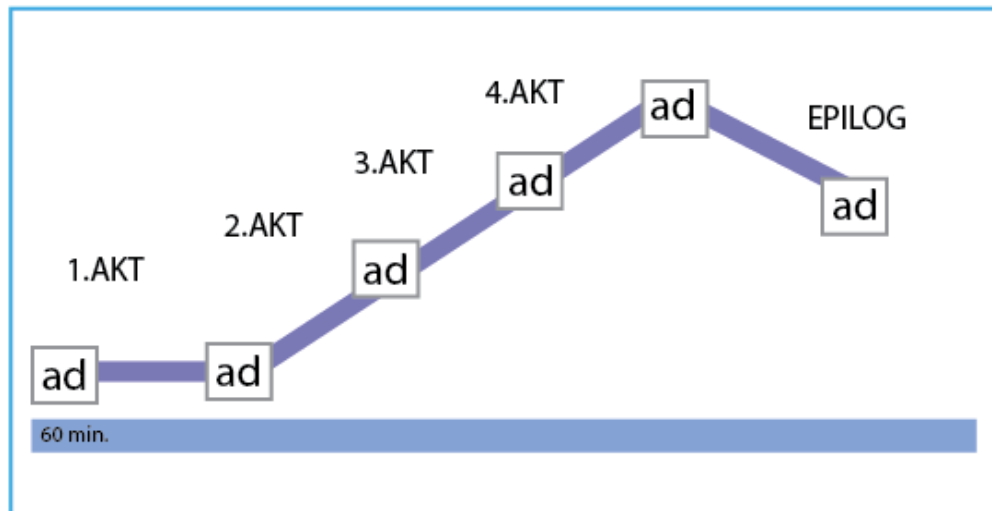 4.AKT
ad
EPILOG
3.AKT
ad
ad
2.AKT
1.AKT
ad
ad
ad
60 min.